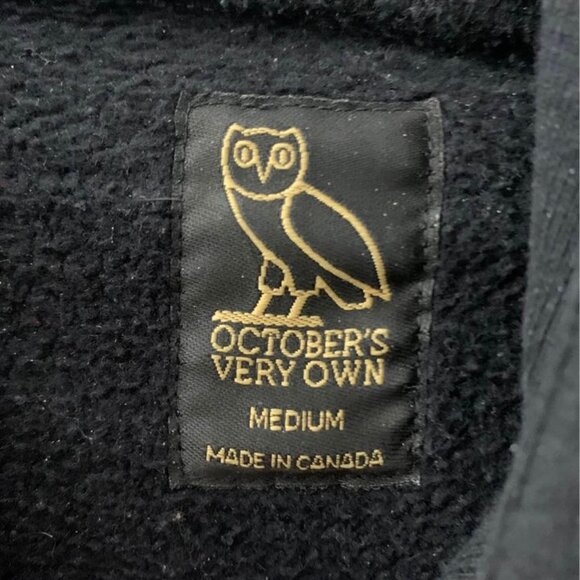 OCTOBER'S
VERY OWN
MEDIUM
MADE IN CANADA